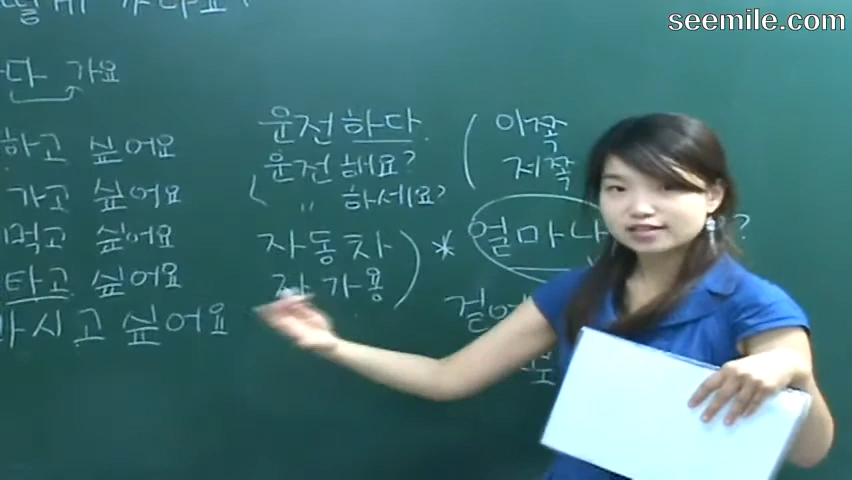 seemile.com
가요
하고 싶어요
가고 싶어요
먹고 싶어요
타고 싶어요
마시고 싶어요
운전하다.
운전해요?
〃 하세요?
자동차
자가용
이쪽
저쪽
* 얼마나 ?